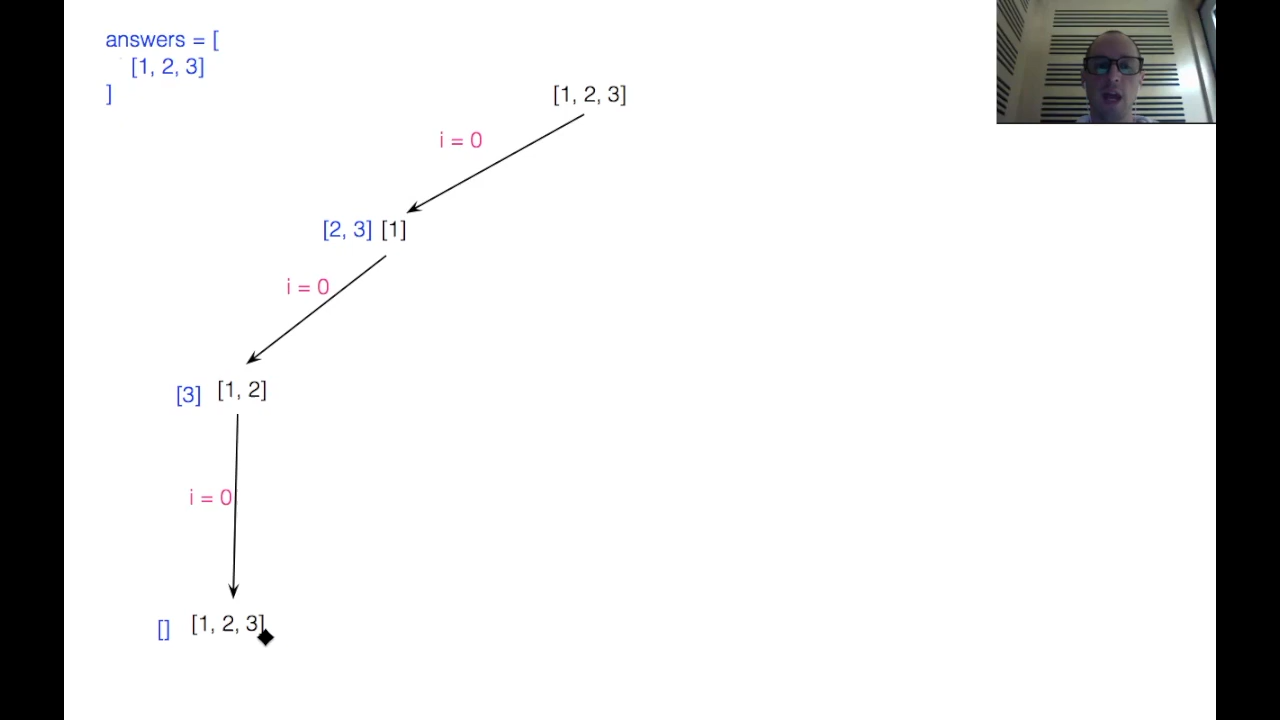 answers = [
[1, 2, 3]
]
[1, 2, 3]
i = 0
[2, 3] [1]
i = 0
[3] [1, 2]
i = 0
[] [1, 2, 3]